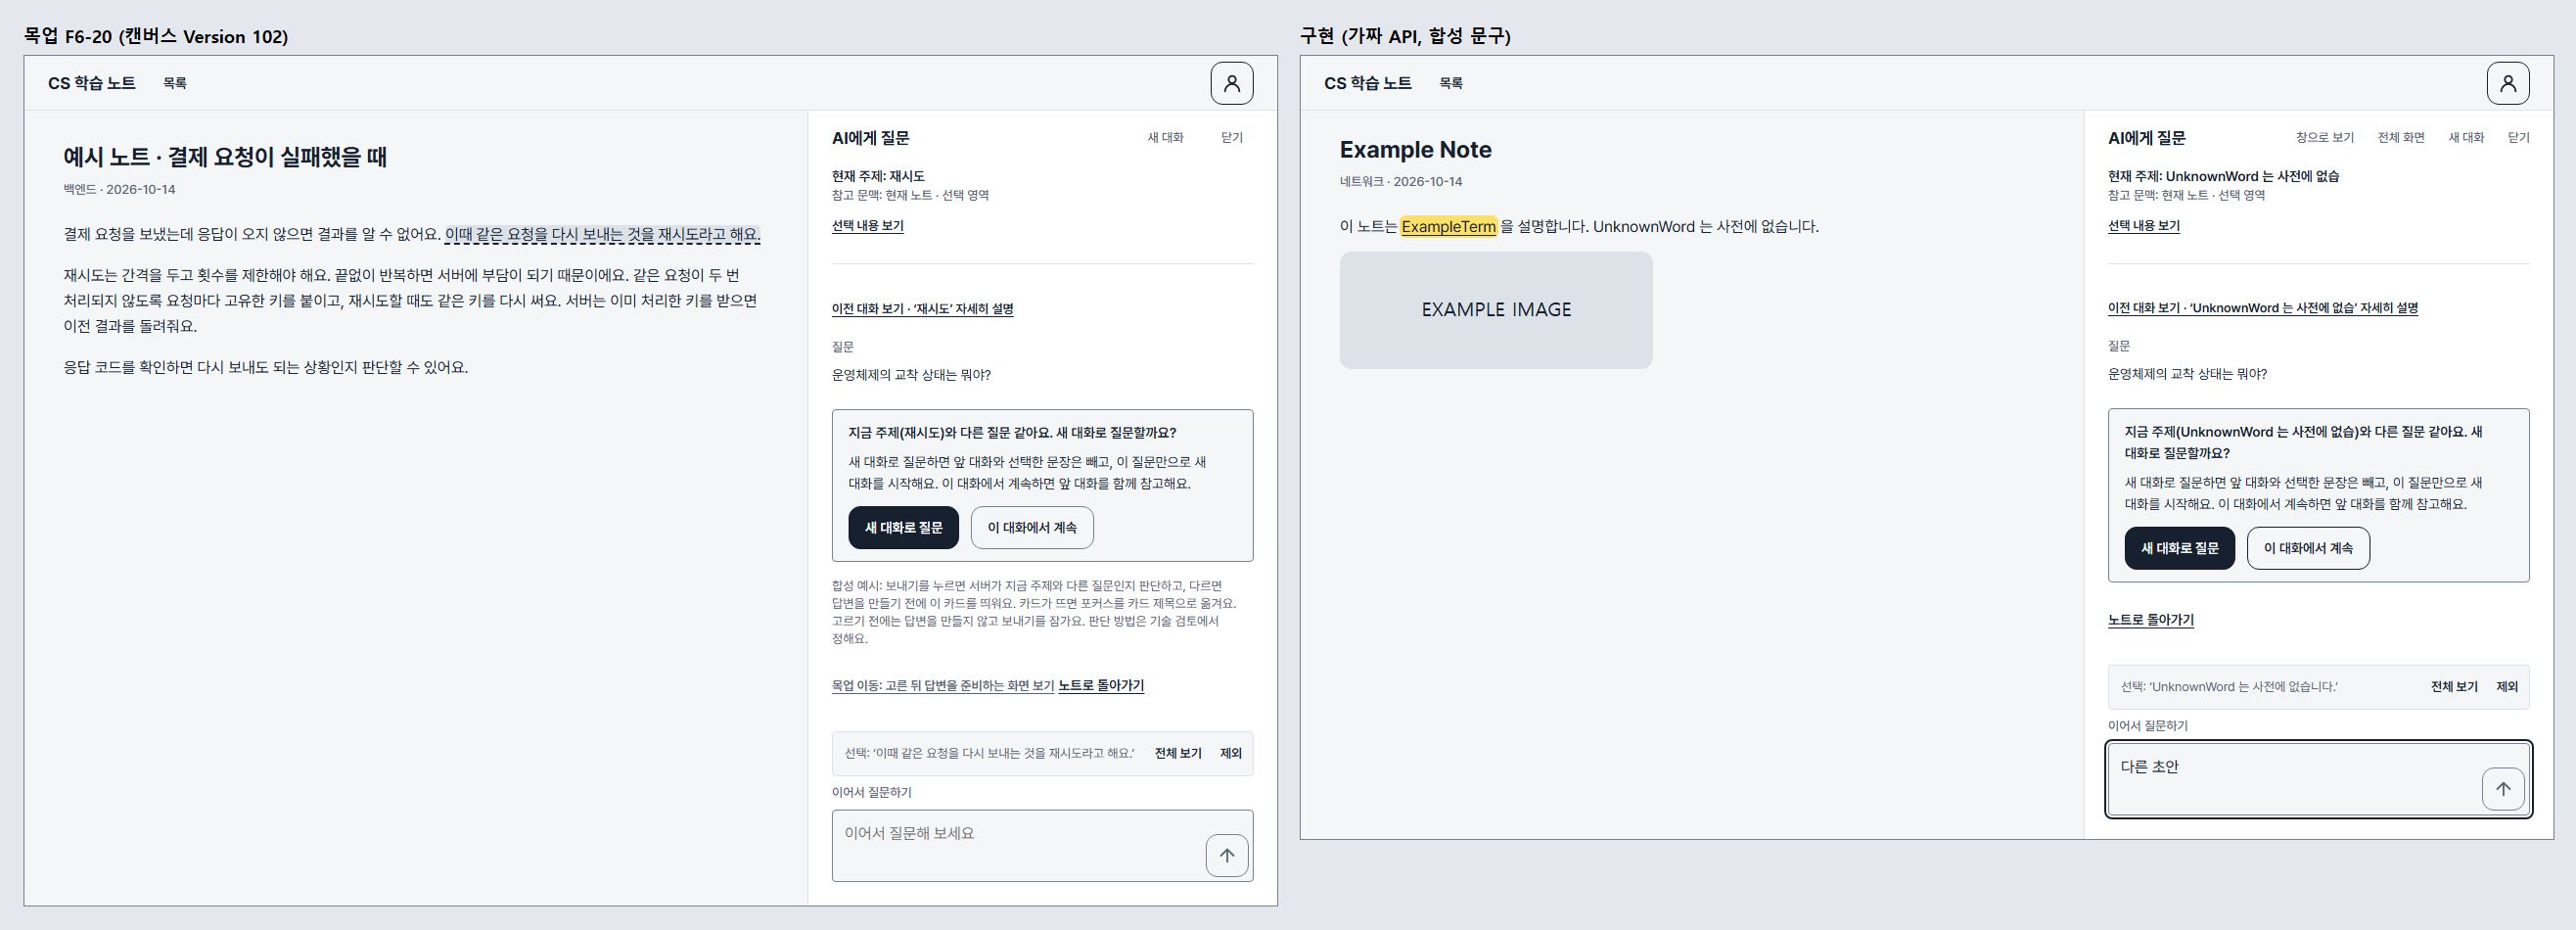 목업 F6-20 (캔버스 Version 102)
CS 학습 노트
목록
예시 노트 · 결제 요청이 실패했을 때
백엔드 · 2026-10-14
결제 요청을 보냈는데 응답이 오지 않으면 결과를 알 수 없어요. 이때 같은 요청을 다시 보내는 것을 재시도라고 해요.
재시도는 간격을 두고 횟수를 제한해야 해요. 끝없이 반복하면 서버에 부담이 되기 때문이에요. 같은 요청이 두 번
처리되지 않도록 요청마다 고유한 키를 붙이고, 재시도할 때도 같은 키를 다시 써요. 서버는 이미 처리한 키를 받으면
이전 결과를 돌려줘요.
응답 코드를 확인하면 다시 보내도 되는 상황인지 판단할 수 있어요.
AI에게 질문
새 대화
닫기
현재 주제: 재시도
참고 문맥: 현재 노트 · 선택 영역
선택 내용 보기
이전 대화 보기 · ‘재시도’ 자세히 설명
질문
운영체제의 교착 상태는 뭐야?
지금 주제(재시도)와 다른 질문 같아요. 새 대화로 질문할까요?
새 대화로 질문하면 앞 대화와 선택한 문장은 빼고, 이 질문만으로 새
대화를 시작해요. 이 대화에서 계속하면 앞 대화를 함께 참고해요.
새 대화로 질문
이 대화에서 계속
합성 예시: 보내기를 누르면 서버가 지금 주제와 다른 질문인지 판단하고, 다르면
답변을 만들기 전에 이 카드를 띄워요. 카드가 뜨면 포커스를 카드 제목으로 옮겨요.
고르기 전에는 답변을 만들지 않고 보내기를 잠가요. 판단 방법은 기술 검토에서
정해요.
목업 이동: 고른 뒤 답변을 준비하는 화면 보기 노트로 돌아가기
선택: ‘이때 같은 요청을 다시 보내는 것을 재시도라고 해요.’
전체 보기
제외
이어서 질문하기
이어서 질문해 보세요
구현 (가짜 API, 합성 문구)
CS 학습 노트
목록
Example Note
네트워크 · 2026-10-14
이 노트는 ExampleTerm 을 설명합니다. UnknownWord 는 사전에 없습니다.
EXAMPLE IMAGE
AI에게 질문
창으로 보기
전체 화면
새 대화
닫기
현재 주제: UnknownWord 는 사전에 없습
참고 문맥: 현재 노트 · 선택 영역
선택 내용 보기
이전 대화 보기 · ‘UnknownWord 는 사전에 없습’ 자세히 설명
질문
운영체제의 교착 상태는 뭐야?
지금 주제(UnknownWord 는 사전에 없습)와 다른 질문 같아요. 새
대화로 질문할까요?
새 대화로 질문하면 앞 대화와 선택한 문장은 빼고, 이 질문만으로 새
대화를 시작해요. 이 대화에서 계속하면 앞 대화를 함께 참고해요.
새 대화로 질문
이 대화에서 계속
노트로 돌아가기
선택: ‘UnknownWord 는 사전에 없습니다.’
전체 보기
제외
이어서 질문하기
다른 초안